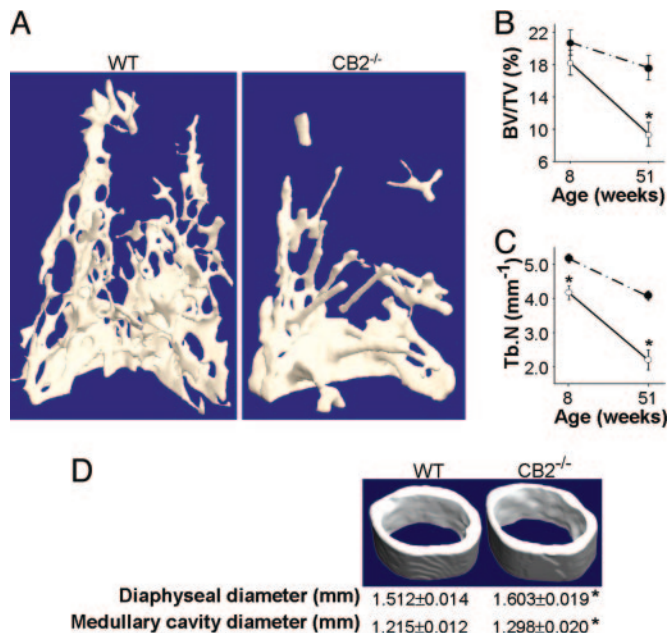 A
WT
CB2-/-
B
BV/TV (%)
22
18
14
10
6
*
8
51
Age (weeks)
C
Tb.N (mm-1)
5.0
4.0
3.0
2.0
*
*
8
51
Age (weeks)
D
WT
CB2-/-
Diaphyseal diameter (mm) 1.512±0.014 1.603±0.019*
Medullary cavity diameter (mm) 1.215±0.012 1.298±0.020*